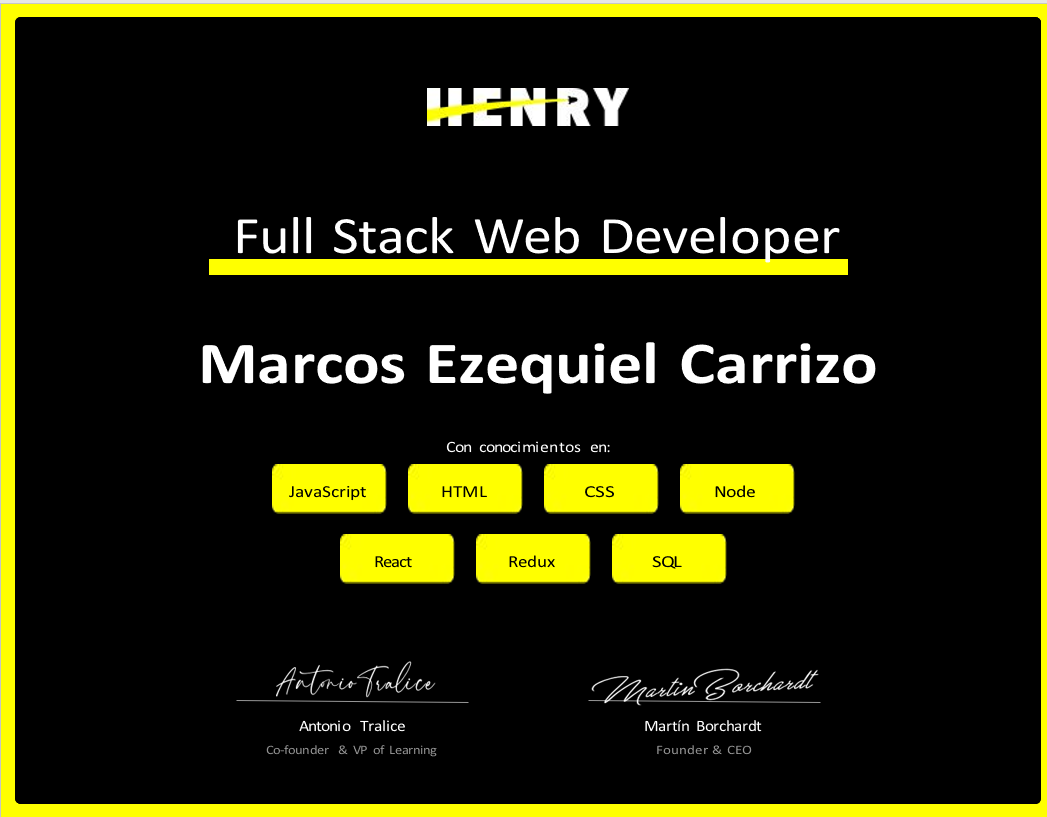 HENRY
Full Stack Web Developer
Marcos Ezequiel Carrizo
Con conocimientos en:
JavaScript HTML CSS Node
React Redux SQL
Antonio Tralice Martin Borchardt
Antonio Tralice Martín Borchardt
Co-founder & VP of Learning Founder & CEO